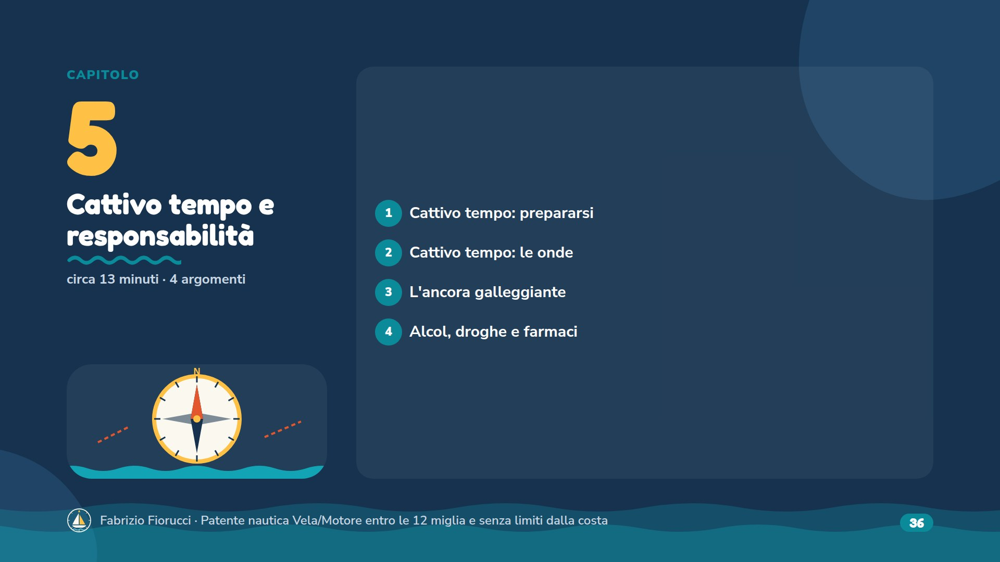 CAPITOLO
5
Cattivo tempo e
responsabilità
circa 13 minuti · 4 argomenti
1 Cattivo tempo: prepararsi
2 Cattivo tempo: le onde
3 L'ancora galleggiante
4 Alcol, droghe e farmaci
N
Fabrizio Fiorucci · Patente nautica Vela/Motore entro le 12 miglia e senza limiti dalla costa
36